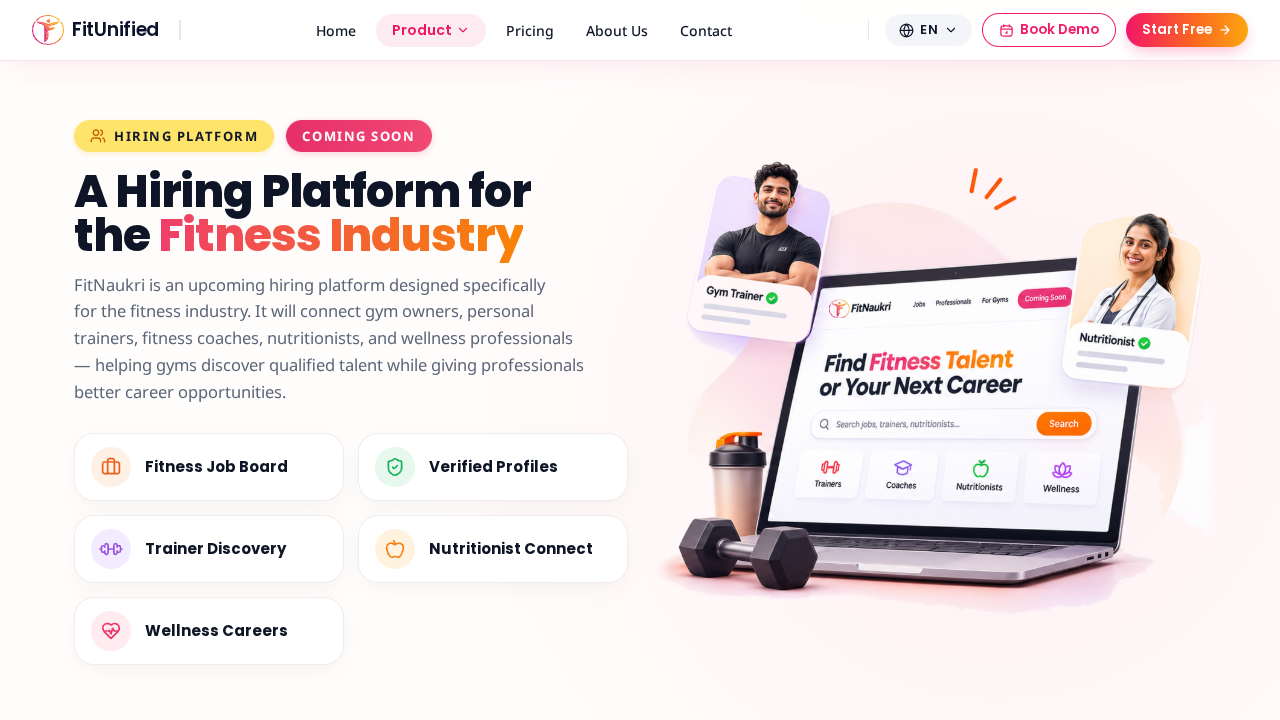 FitUnified
Home
Product
Pricing
About Us
Contact
EN
Book Demo
Start Free
HIRING PLATFORM
COMING SOON
A Hiring Platform for
the Fitness Industry
FitNaukri is an upcoming hiring platform designed specifically
for the fitness industry. It will connect gym owners, personal
trainers, fitness coaches, nutritionists, and wellness professionals
— helping gyms discover qualified talent while giving professionals
better career opportunities.
Fitness Job Board
Verified Profiles
Trainer Discovery
Nutritionist Connect
Wellness Careers
Gym Trainer
Nutritionist
FitNaukri
Jobs
Professionals
For Gyms
Coming Soon
Find Fitness Talent
or Your Next Career
Search jobs, trainers, nutritionists...
Search
Trainers
Coaches
Nutritionists
Wellness